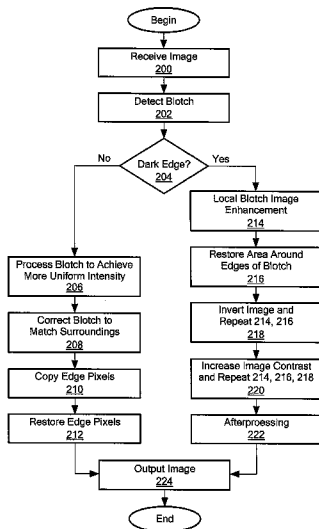 Begin
Receive Image
200
Detect Blotch
202
Dark Edge?
204
No
Yes
Process Blotch to Achieve
More Uniform Intensity
206
Correct Blotch to
Match Surroundings
208
Copy Edge Pixels
210
Restore Edge Pixels
212
Local Blotch Image
Enhancement
214
Restore Area Around
Edges of Blotch
216
Invert Image and
Repeat 214, 216
218
Increase Image Contrast
and Repeat 214, 216, 218
220
Afterprocessing
222
Output Image
224
End